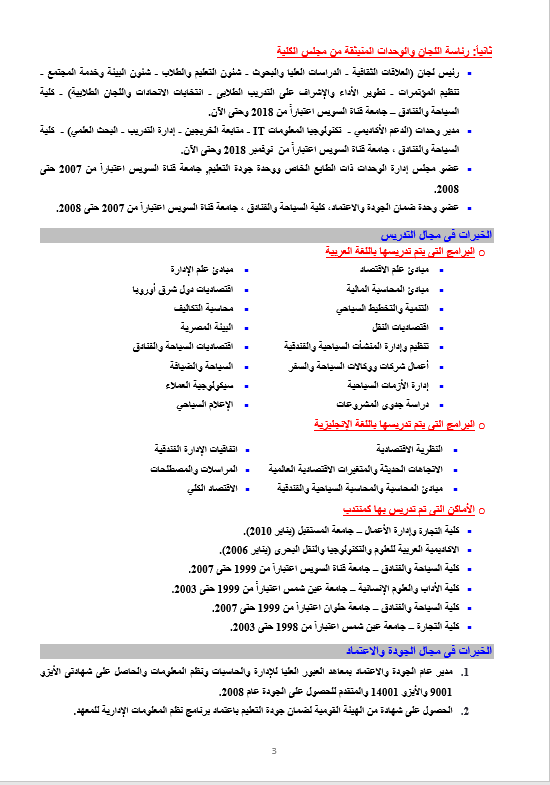 ثانياً: رئاسة اللجان والوحدات المنبثقة من مجلس الكلية
رئيس لجان (العلاقات الثقافية - الدراسات العليا والبحوث - شئون التعليم والطلاب - شئون البيئة وخدمة المجتمع -
تنظيم المؤتمرات - تطوير الأداء والإشراف على التدريب الطلابى - انتخابات الاتحادات واللجان الطلابية) - كلية
السياحة والفنادق – جامعة قناة السويس اعتباراً من 2018 وحتى الآن.
مدير وحدات (الدعم الأكاديمي - تكنولوجيا المعلومات IT - متابعة الخريجين - إدارة التدريب - البحث العلمي) - كلية
السياحة والفنادق ، جامعة قناة السويس اعتباراً من نوفمبر 2018 وحتى الآن.
عضو مجلس إدارة الوحدات ذات الطابع الخاص ووحدة جودة التعليم, جامعة قناة السويس اعتباراً من 2007 حتى
2008.
عضو وحدة ضمان الجودة والاعتماد، كلية السياحة والفنادق ، جامعة قناة السويس اعتباراً من 2007 حتى 2008.
الخبرات فى مجال التدريس
البرامج التى يتم تدريسها باللغة العربية
مبادئ علم الاقتصاد مبادئ علم الإدارة
مبادئ المحاسبة المالية اقتصاديات دول شرق أوروبا
التنمية والتخطيط السياحي محاسبة التكاليف
اقتصاديات النقل البيئة المصرية
تنظيم وإدارة المنشأت السياحية والفندقية اقتصاديات السياحة والفنادق
أعمال شركات ووكالات السياحة والسفر السياحة والضيافة
إدارة الأزمات السياحية سيكولوجية العملاء
دراسة جدوى المشروعات الإعلام السياحي
البرامج التى يتم تدريسها باللغة الإنجليزية
النظرية الاقتصادية اتفاقيات الإدارة الفندقية
الاتجاهات الحديثة والمتغيرات الاقتصادية العالمية المراسلات والمصطلحات
مبادئ المحاسبة والمحاسبة السياحية والفندقية الاقتصاد الكلي
الأماكن التى تم تدريس بها كمنتدب
كلية التجارة وإدارة الأعمال – جامعة المستقبل (يناير 2010).
الاكاديمية العربية للعلوم والتكنولوجيا والنقل البحرى (يناير 2006).
كلية السياحة والفنادق – جامعة قناة السويس اعتباراً من 1999 حتى 2007.
كلية الأداب والعلوم الإنسانية – جامعة عين شمس اعتباراً من 1999 حتى 2003.
كلية السياحة والفنادق – جامعة حلوان اعتباراً من 1999 حتى 2007.
كلية التجارة – جامعة عين شمس اعتباراً من 1998 حتى 2003.
الخبرات فى مجال الجودة والاعتماد
1. مدير عام الجودة والاعتماد بمعاهد العبور العليا للإدارة والحاسبات ونظم المعلومات والحاصل على شهادتى الأيزو
9001 والأيزو 14001 والمتقدم للحصول على الجودة عام 2008.
2. الحصول على شهادة من الهيئة القومية لضمان جودة التعليم باعتماد برنامج نظم المعلومات الإدارية للمعهد.
3